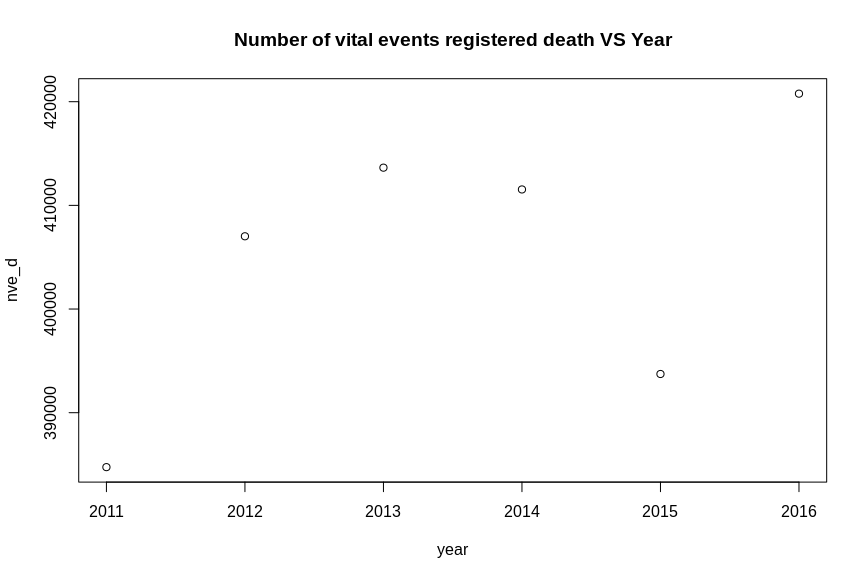 Number of vital events registered death VS Year
420000
410000
400000
390000
nve_d
2011 2012 2013 2014 2015 2016
year